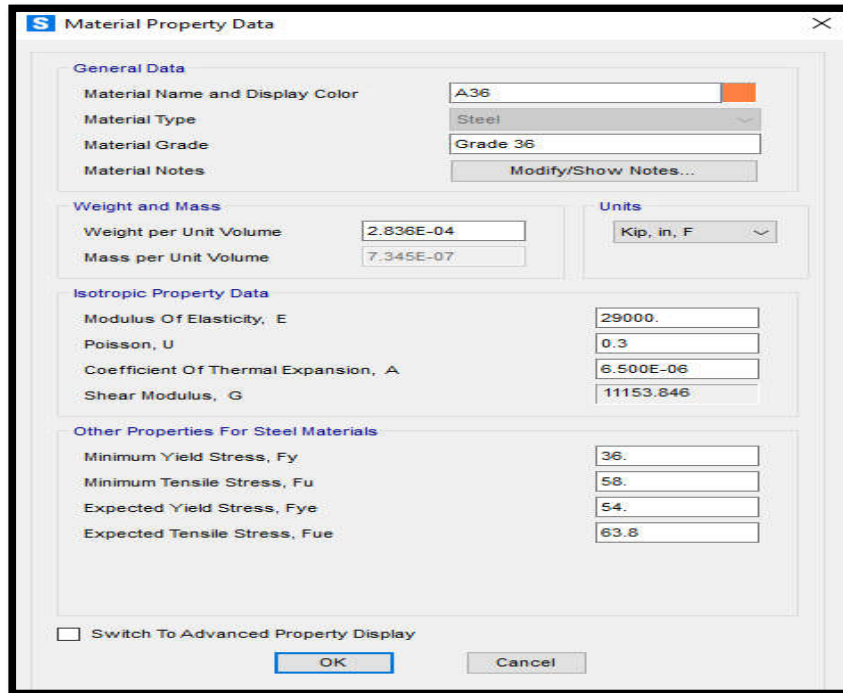 S Material Property Data
General Data
Material Name and Display Color A36
Material Type Steel
Material Grade Grade 36
Material Notes Modify/Show Notes...
Weight and Mass Units
Weight per Unit Volume 2.836E-04 Kip, in, F
Mass per Unit Volume 7.345E-07
Isotropic Property Data
Modulus Of Elasticity, E 29000.
Poisson, U 0.3
Coefficient Of Thermal Expansion, A 6.500E-06
Shear Modulus, G 11153.846
Other Properties For Steel Materials
Minimum Yield Stress, Fy 36.
Minimum Tensile Stress, Fu 58.
Expected Yield Stress, Fye 54.
Expected Tensile Stress, Fue 63.8
Switch To Advanced Property Display
OK Cancel